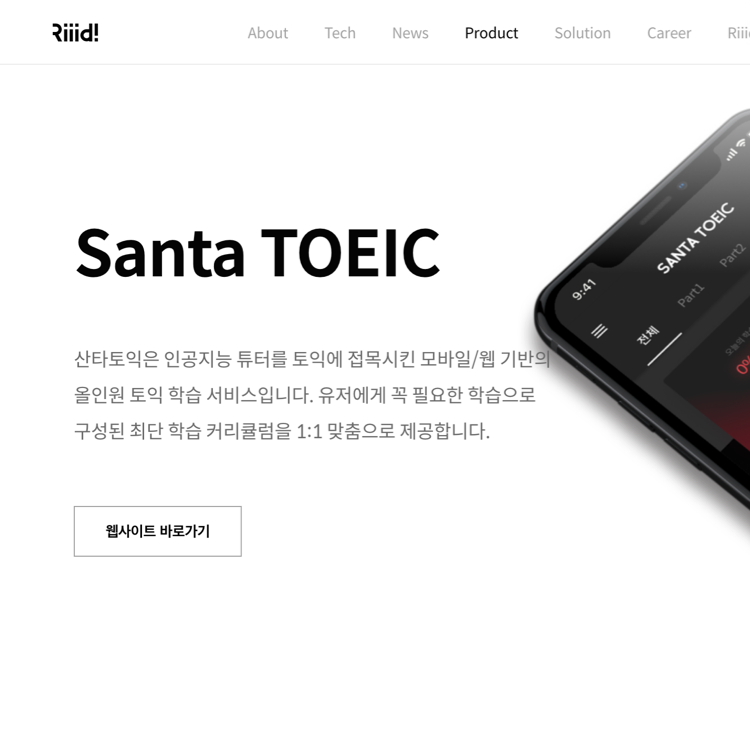 Riiid!
About Tech News Product Solution Career
Santa TOEIC
산타토익은 인공지능 튜터를 토익에 접목시킨 모바일/웹 기반의
올인원 토익 학습 서비스입니다. 유저에게 꼭 필요한 학습으로
구성된 최단 학습 커리큘럼을 1:1 맞춤으로 제공합니다.
웹사이트 바로가기
9:41
SANTA TOEIC
전체 Part1 Part2